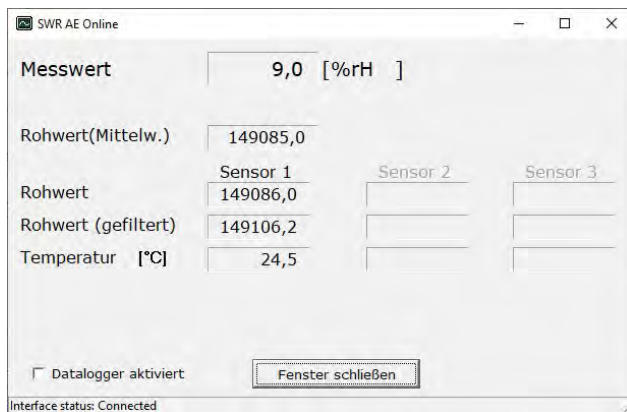 SWR AE Online
Messwert 9,0 [%rH ]
Rohwert(Mittelw.) 149085,0
Sensor 1 Sensor 2 Sensor 3
Rohwert 149086,0
Rohwert (gefiltert) 149106,2
Temperatur [°C] 24,5
Datalogger aktiviert Fenster schließen
Interface status: Connected